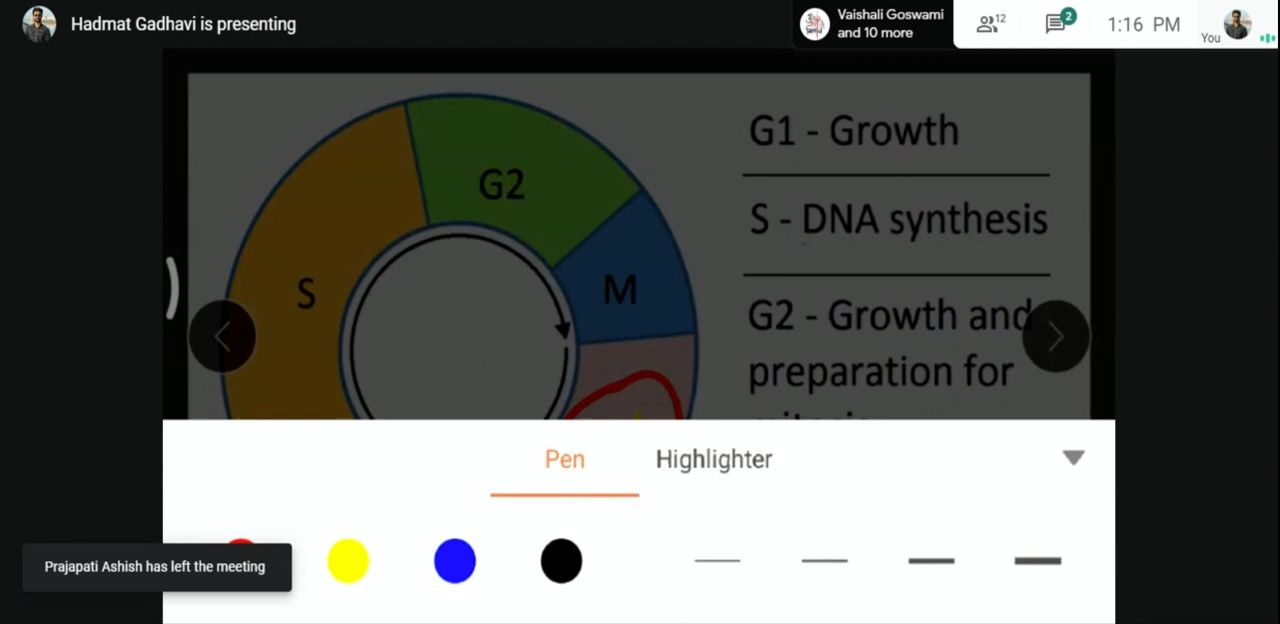 Hadmat Gadhavi is presenting
Vaishali Goswami
and 10 more
12
2
1:16 PM
You
G2
S
M
G1 - Growth
S - DNA synthesis
G2 - Growth and
preparation for
Pen
Highlighter
Prajapati Ashish has left the meeting